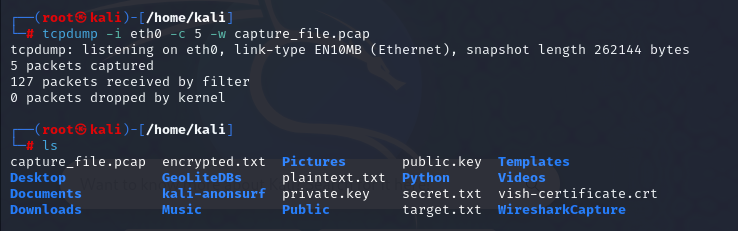 ┌──(root㉿kali)-[/home/kali]
└─# tcpdump -i eth0 -c 5 -w capture_file.pcap
tcpdump: listening on eth0, link-type EN10MB (Ethernet), snapshot length 262144 bytes
5 packets captured
127 packets received by filter
0 packets dropped by kernel
┌──(root㉿kali)-[/home/kali]
└─# ls
capture_file.pcap encrypted.txt Pictures public.key Templates
Desktop GeoLiteDBs plaintext.txt Python Videos
Documents kali-anonsurf private.key secret.txt vish-certificate.crt
Downloads Music Public target.txt WiresharkCapture